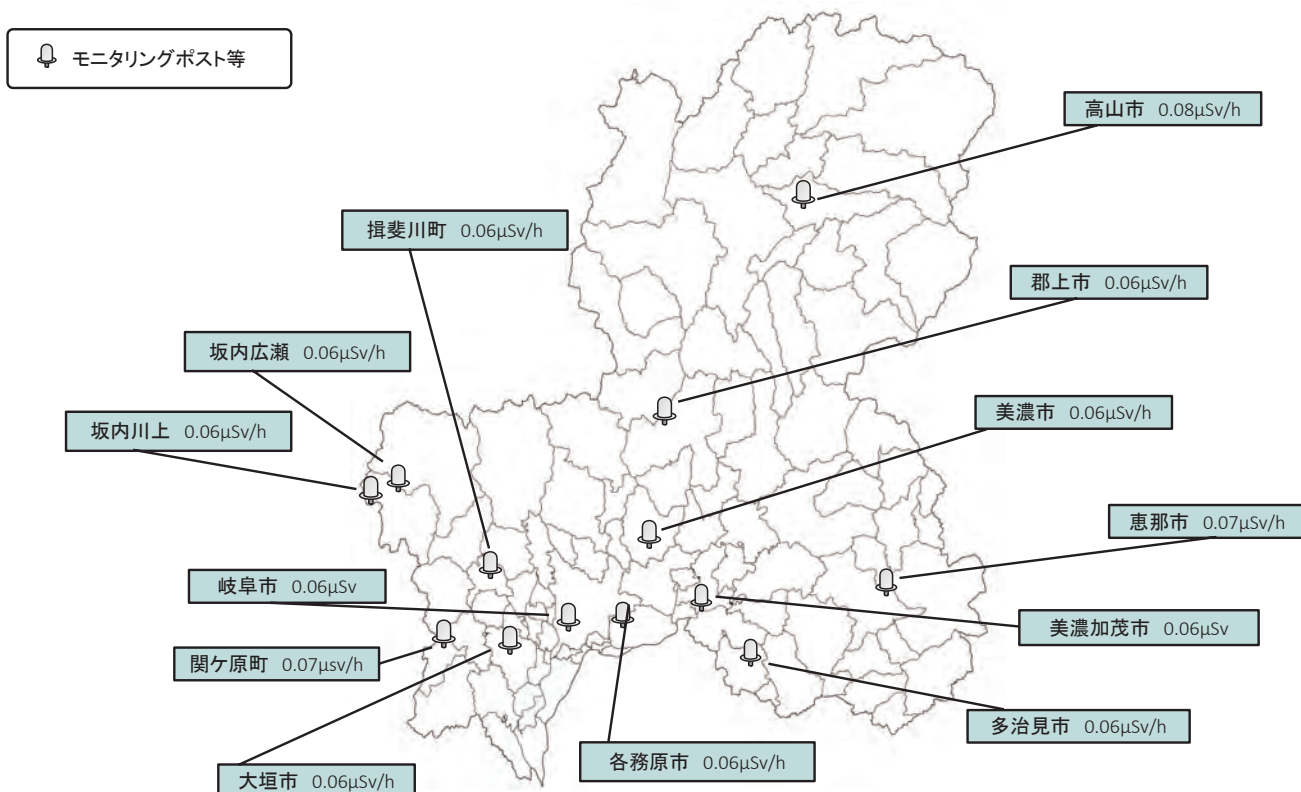 モニタリングポスト等
高山市 0.08μSv/h
揖斐川町 0.06μSv/h
郡上市 0.06μSv/h
坂内広瀬 0.06μSv/h
坂内川上 0.06μSv/h
美濃市 0.06μSv/h
恵那市 0.07μSv/h
岐阜市 0.06μSv
美濃加茂市 0.06μSv
関ケ原町 0.07μsv/h
多治見市 0.06μSv/h
各務原市 0.06μSv/h
大垣市 0.06μSv/h